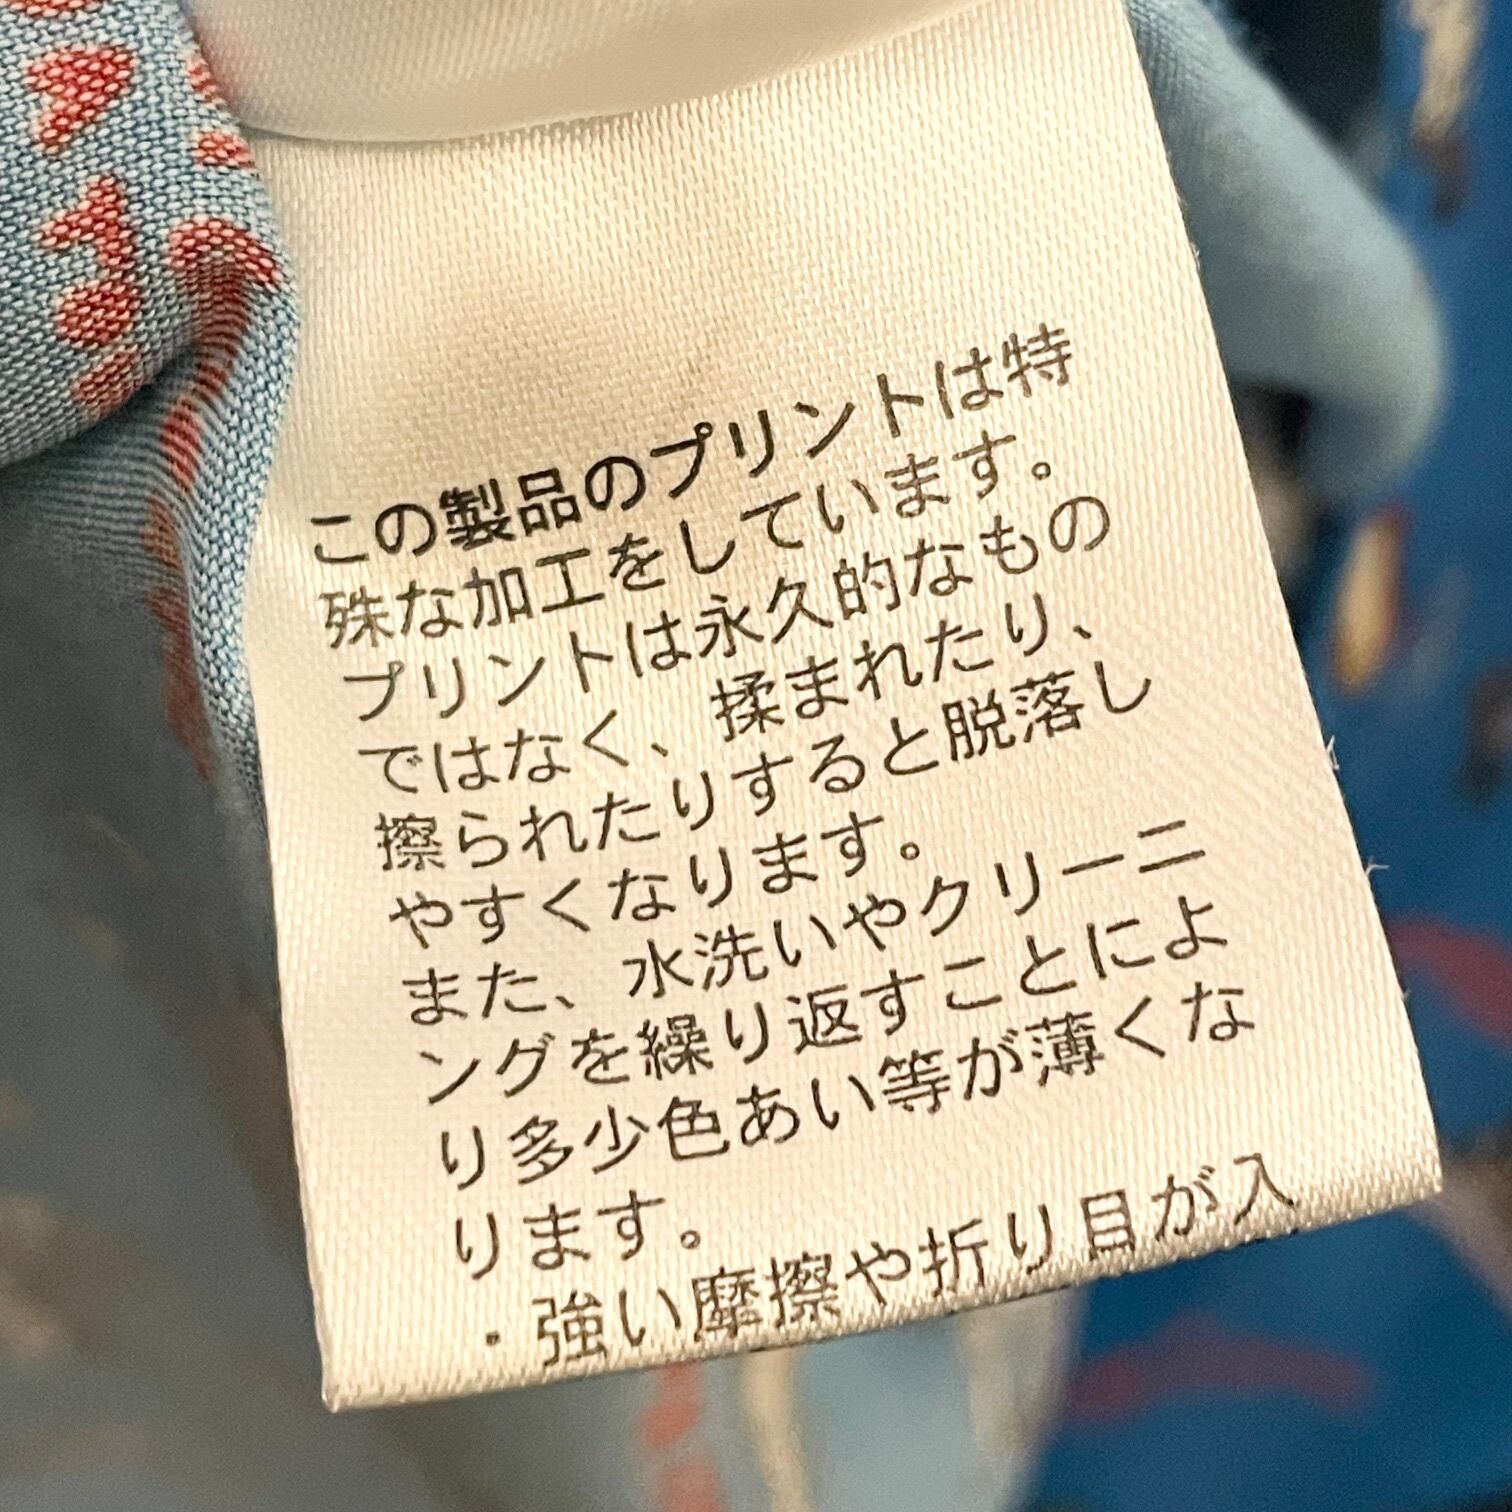 この製品のプリントは特
殊な加工をしています。
プリントは永久的なもの
ではなく、揉まれたり、
擦られたりすると脱落し
やすくなります。
また、水洗いやクリーニ
ングを繰り返すことによ
り多少色あい等が薄くな
ります。
・強い摩擦や折り目が入